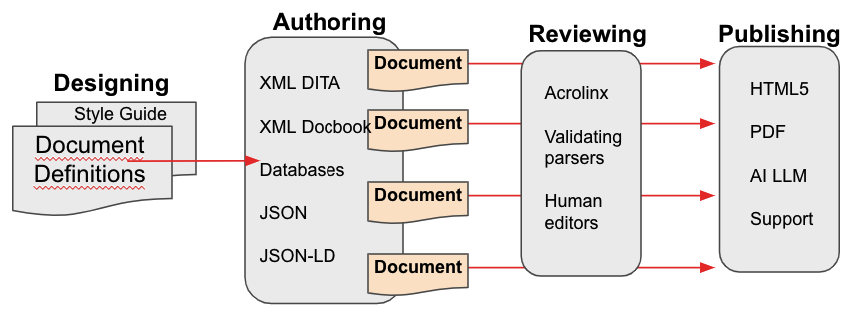 Designing
Style Guide
Document
Definitions
Authoring
XML DITA
XML Docbook
Databases
JSON
JSON-LD
Document
Document
Document
Document
Reviewing
Acrolinx
Validating
parsers
Human
editors
Publishing
HTML5
PDF
AI LLM
Support